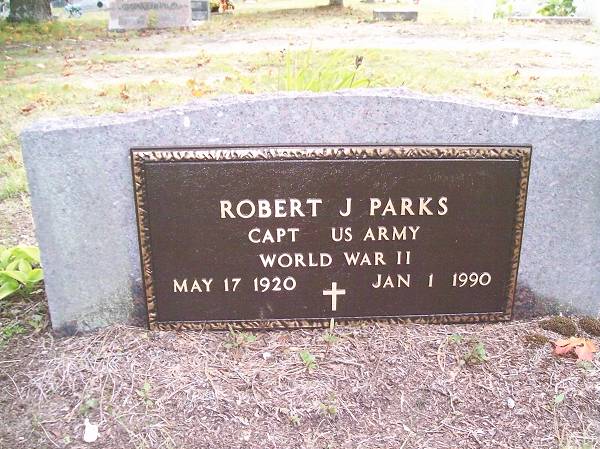 ROBERT J PARKS
CAPT US ARMY
WORLD WAR II
MAY 17 1920 JAN 1 1990